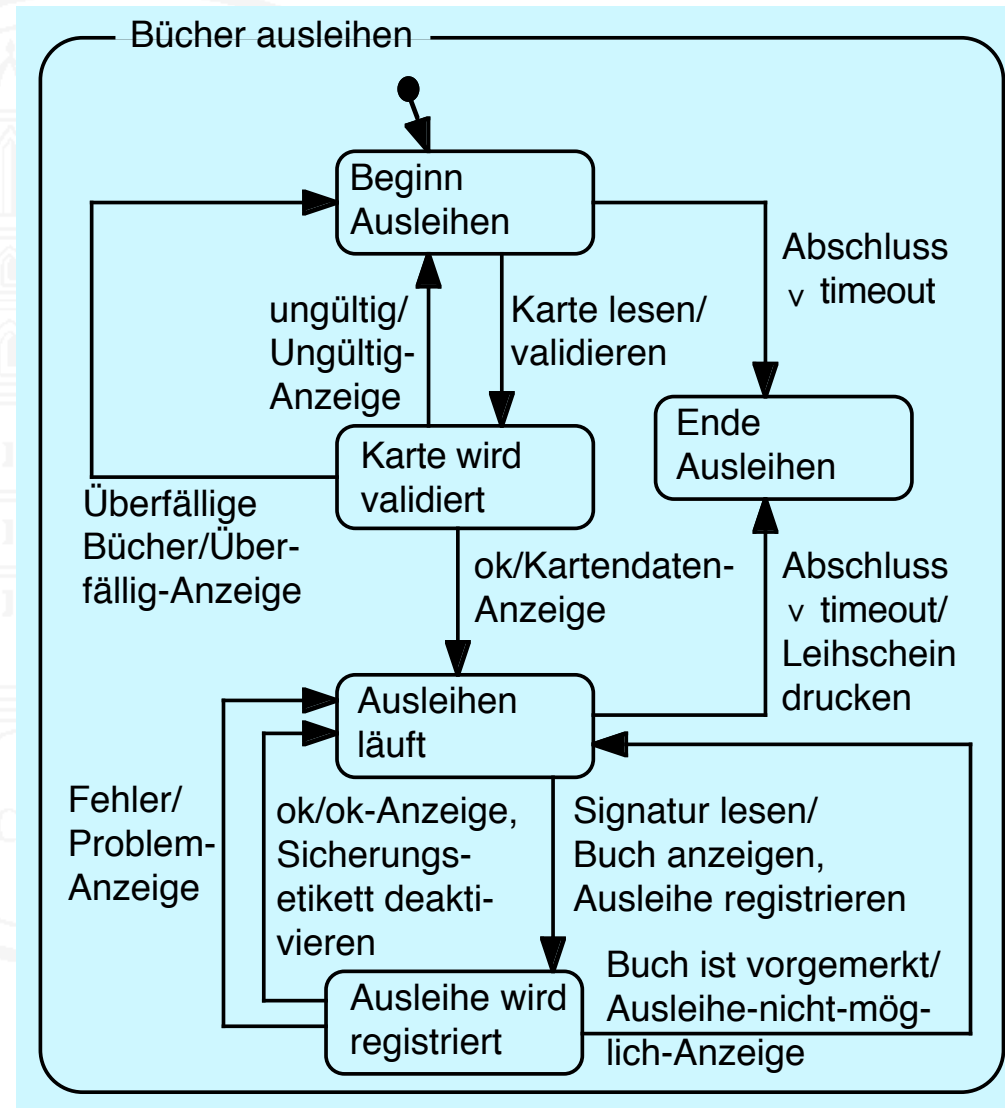 Bücher ausleihen
Beginn
Ausleihen
Abschluss
v timeout
ungültig/
Ungültig-
Anzeige
Karte lesen/
validieren
Ende
Ausleihen
Karte wird
validiert
Überfällige
Bücher/Über-
fällig-Anzeige
ok/Kartendaten-
Anzeige
Abschluss
v timeout/
Leihschein
drucken
Ausleihen
läuft
Fehler/
Problem-
Anzeige
ok/ok-Anzeige,
Sicherungs-
etikett deakti-
vieren
Signatur lesen/
Buch anzeigen,
Ausleihe registrieren
Buch ist vorgemerkt/
Ausleihe-nicht-mög-
lich-Anzeige
Ausleihe wird
registriert